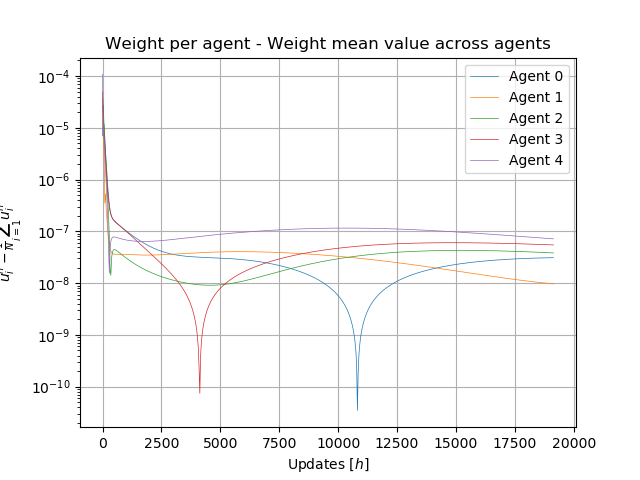 Weight per agent - Weight mean value across agents
Agent 0
Agent 1
Agent 2
Agent 3
Agent 4
10⁻⁴
10⁻⁵
10⁻⁶
10⁻⁷
10⁻⁸
10⁻⁹
10⁻¹⁰
0 2500 5000 7500 10000 12500 15000 17500 20000
Updates [h]